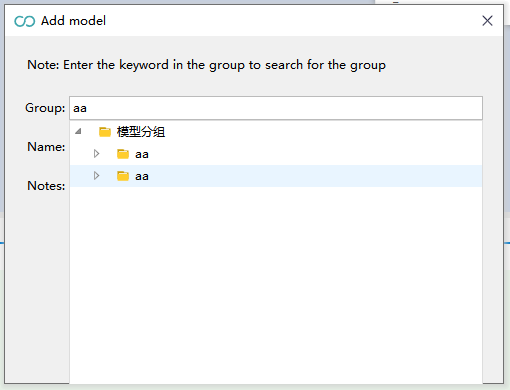 Add model
Note: Enter the keyword in the group to search for the group
Group: aa
模型分组
Name:
aa
aa
Notes: